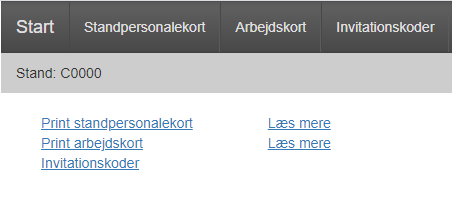 Start Standpersonalekort Arbejdskort Invitationskoder
Stand: C0000
Print standpersonalekort Læs mere
Print arbejdskort Læs mere
Invitationskoder